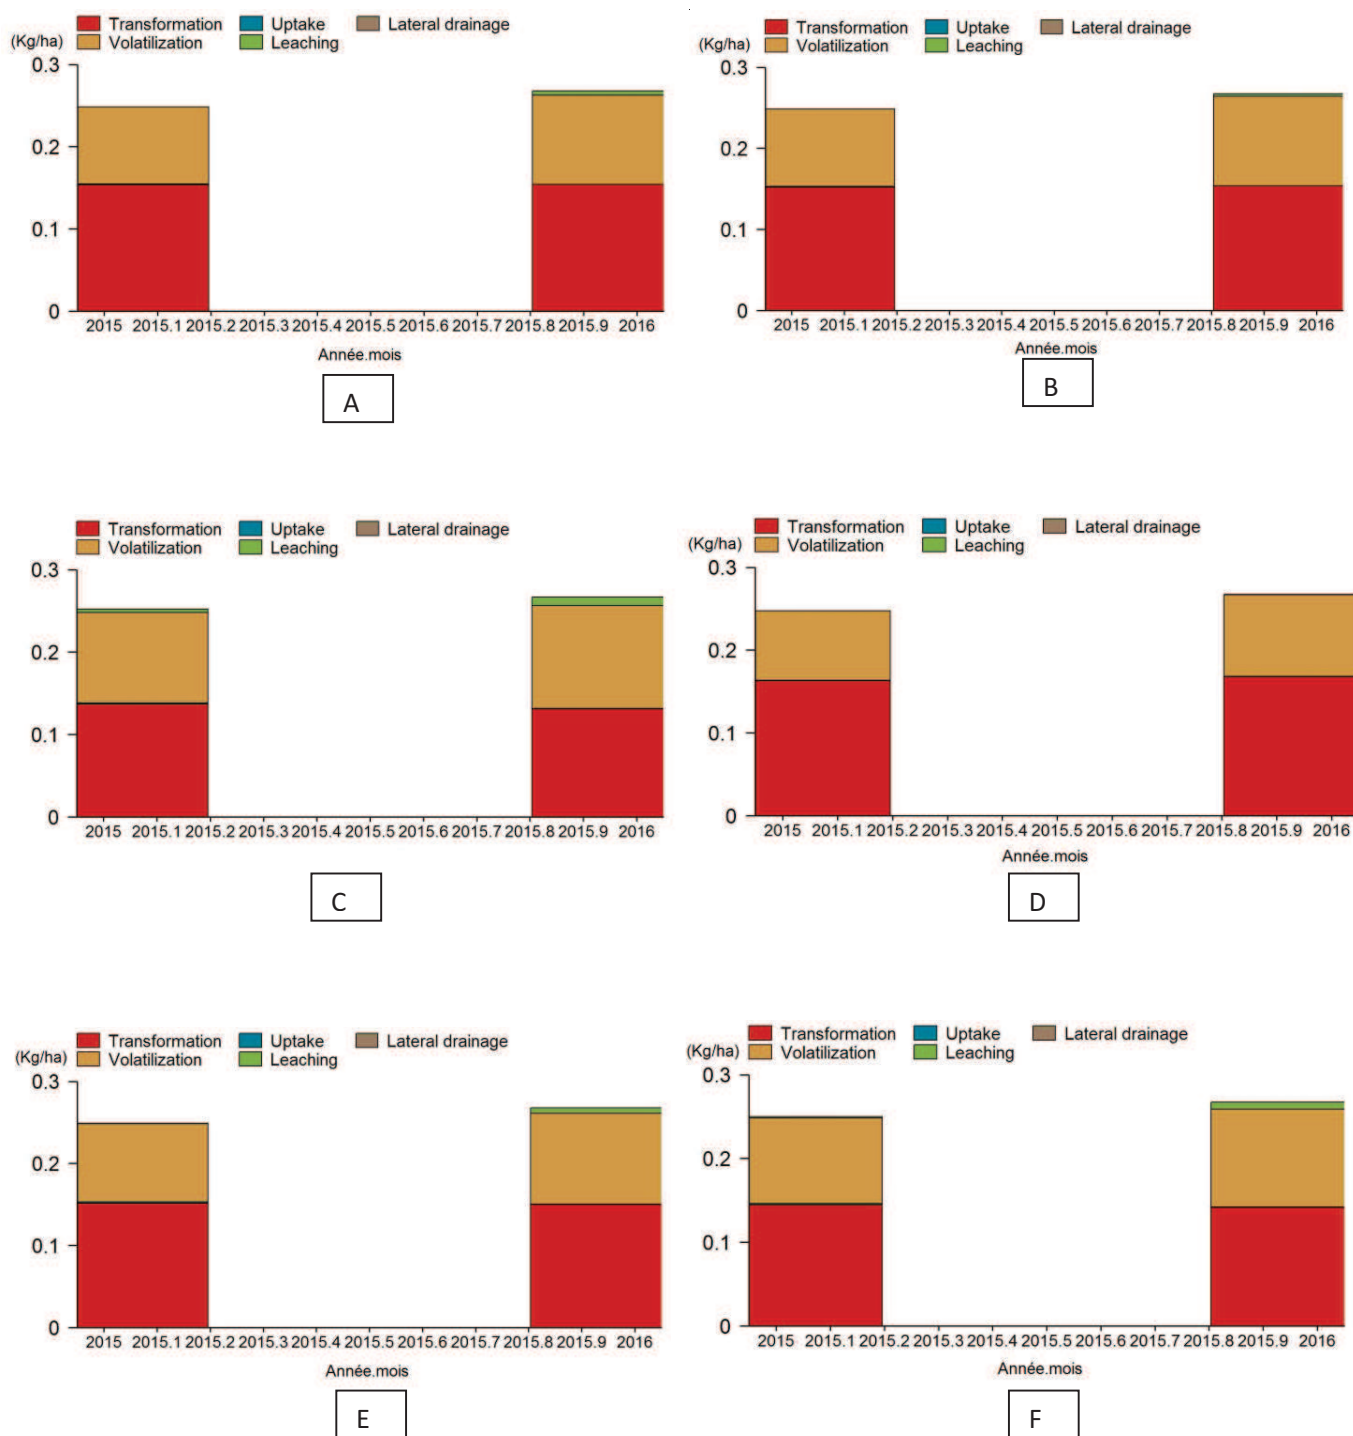 Transformation Uptake Lateral drainage
(Kg/ha) Volatilization Leaching
0.3
0.2
0.1
0
2015 2015.1 2015.2 2015.3 2015.4 2015.5 2015.6 2015.7 2015.8 2015.9 2016
Année.mois
A
Transformation Uptake Lateral drainage
(Kg/ha) Volatilization Leaching
0.3
0.2
0.1
0
2015 2015.1 2015.2 2015.3 2015.4 2015.5 2015.6 2015.7 2015.8 2015.9 2016
Année.mois
B
Transformation Uptake Lateral drainage
Volatilization Leaching
0.3
0.2
0.1
0
2015 2015.1 2015.2 2015.3 2015.4 2015.5 2015.6 2015.7 2015.8 2015.9 2016
C
Transformation Uptake Lateral drainage
(Kg/ha) Volatilization Leaching
0.3
0.2
0.1
0
2015 2015.1 2015.2 2015.3 2015.4 2015.5 2015.6 2015.7 2015.8 2015.9 2016
Année.mois
D
Transformation Uptake Lateral drainage
(Kg/ha) Volatilization Leaching
0.3
0.2
0.1
0
2015 2015.1 2015.2 2015.3 2015.4 2015.5 2015.6 2015.7 2015.8 2015.9 2016
Année.mois
E
Transformation Uptake Lateral drainage
(Kg/ha) Volatilization Leaching
0.3
0.2
0.1
0
2015 2015.1 2015.2 2015.3 2015.4 2015.5 2015.6 2015.7 2015.8 2015.9 2016
Année.mois
F